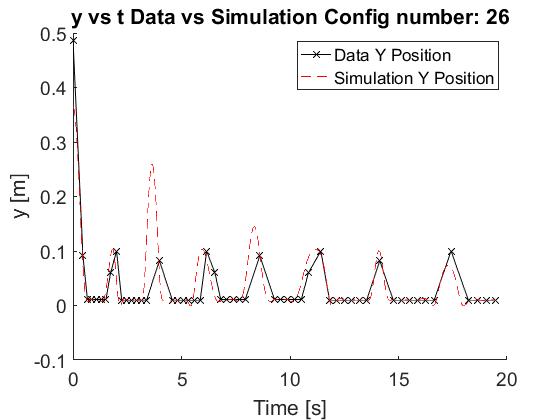 y vs t Data vs Simulation Config number: 26
Data Y Position
Simulation Y Position
0.5
0.4
0.3
0.2
0.1
0
-0.1
y [m]
0 5 10 15 20
Time [s]